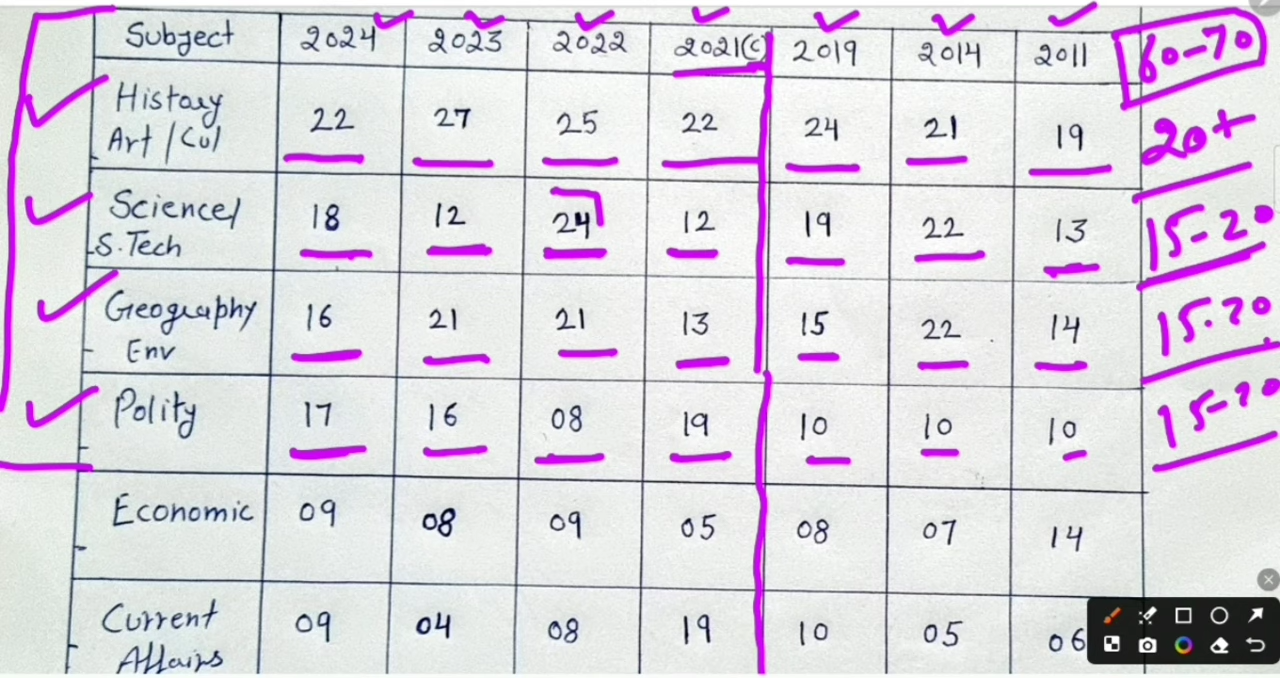 Subject 2024 2023 2022 2021(C) 2019 2014 2011 60-70
History
Art/Cul 22 27 25 22 24 21 19 20+
Science/
S.Tech 18 12 24 12 19 22 13 15-20
Geography
Env 16 21 21 13 15 22 14 15-20
Polity 17 16 08 19 10 10 10 15-20
Economic 09 08 09 05 08 07 14
Current
Affairs 09 04 08 19 10 05 06